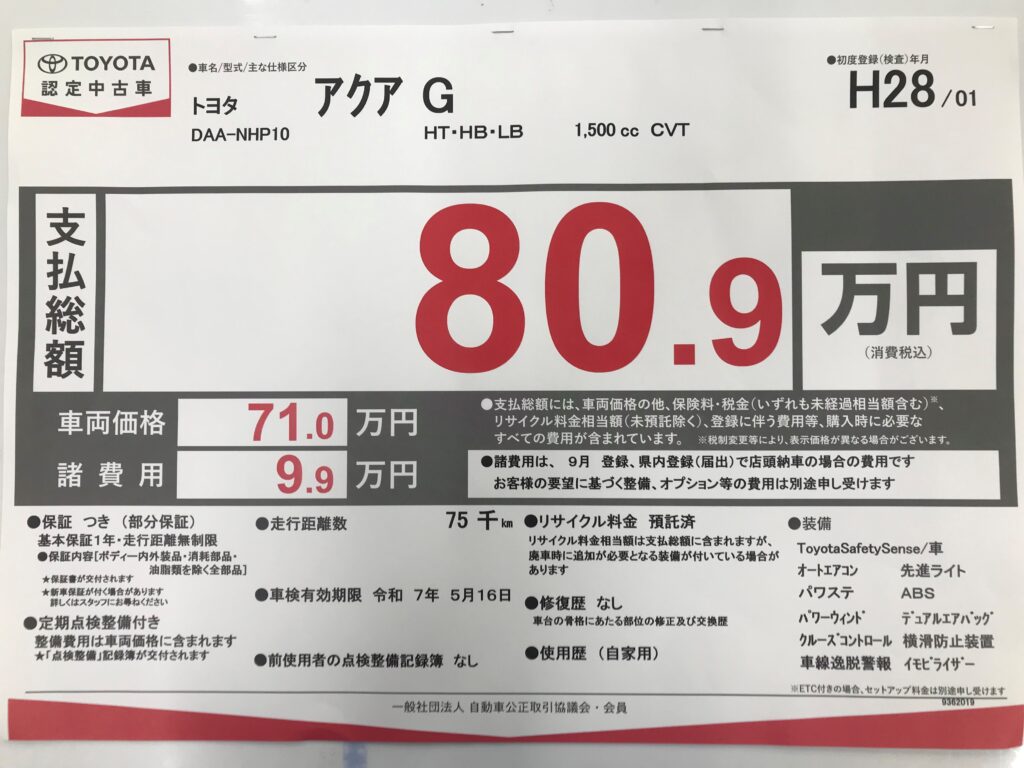 TOYOTA
認定中古車
●車名/型式/主な仕様区分
トヨタ アクア G
DAA-NHP10 HT・HB・LB 1,500 cc CVT
●初度登録(検査)年月
H28/01
支払総額
80.9
万円
(消費税込)
車両価格 71.0 万円
諸費用 9.9 万円
●支払総額には、車両価格の他、保険料・税金(いずれも未経過相当額含む)※、
リサイクル料金相当額(未預託除く)、登録に伴う費用等、購入時に必要な
すべての費用が含まれています。 ※税制変更等により、表示価格が異なる場合がございます。
●諸費用は、 9月 登録、県内登録(届出)で店頭納車の場合の費用です
お客様の要望に基づく整備、オプション等の費用は別途申し受けます
●保証 つき (部分保証)
基本保証1年・走行距離無制限
●保証内容[ボディー内外装品・消耗部品・
油脂類を除く全部品]
★保証書が交付されます
★新車保証が付く場合があります
詳しくはスタッフにお尋ねください
●定期点検整備付き
整備費用は車両価格に含まれます
★「点検整備」記録簿が交付されます
●走行距離数 75 千km
●車検有効期限 令和 7年 5月16日
●前使用者の点検整備記録簿 なし
●リサイクル料金 預託済
リサイクル料金相当額は支払総額に含まれますが、
廃車時に追加が必要となる装備が付いている場合が
あります
●修復歴 なし
車台の骨格にあたる部位の修正及び交換歴
●使用歴 (自家用)
●装備
ToyotaSafetySense/車
オートエアコン 先進ライト
パワステ ABS
パワーウィンド デュアルエアバッグ
クルーズコントロール 横滑防止装置
車線逸脱警報 イモビライザー
※ETC付きの場合、セットアップ料金は別途申し受けます
9362019
一般社団法人 自動車公正取引協議会・会員